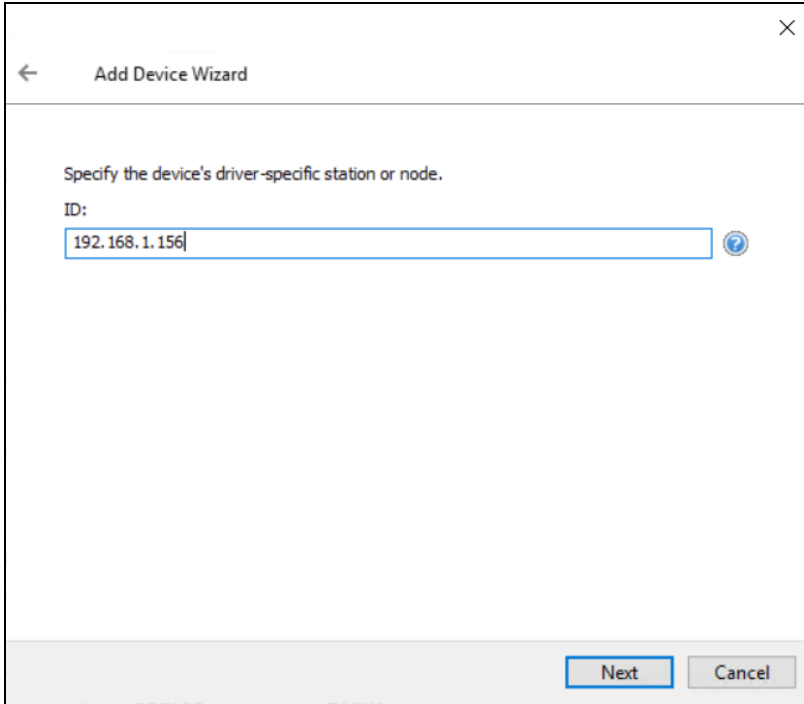 Add Device Wizard
Specify the device's driver-specific station or node.
ID:
192.168.1.156
Next Cancel